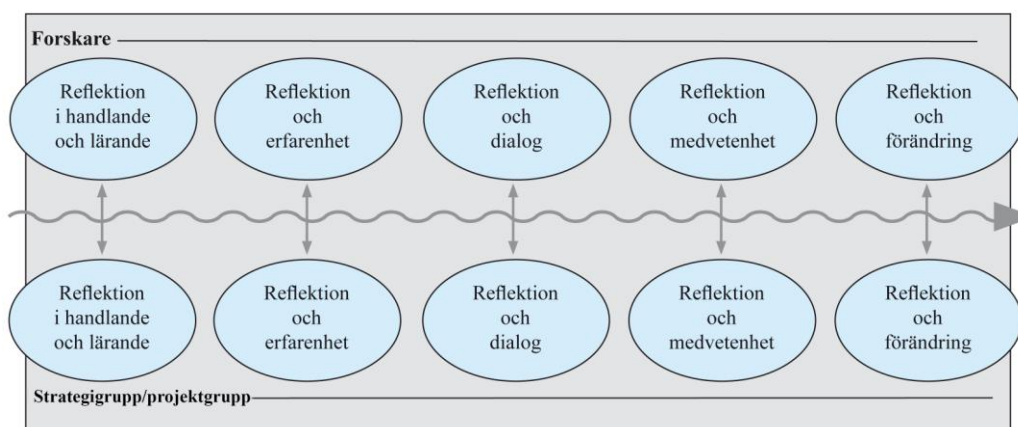 Forskare
Reflektion
i handlande
och lärande
Reflektion
och
erfarenhet
Reflektion
och
dialog
Reflektion
och
medvetenhet
Reflektion
och
förändring
Reflektion
i handlande
och lärande
Reflektion
och
erfarenhet
Reflektion
och
dialog
Reflektion
och
medvetenhet
Reflektion
och
förändring
Strategigrupp/projektgrupp